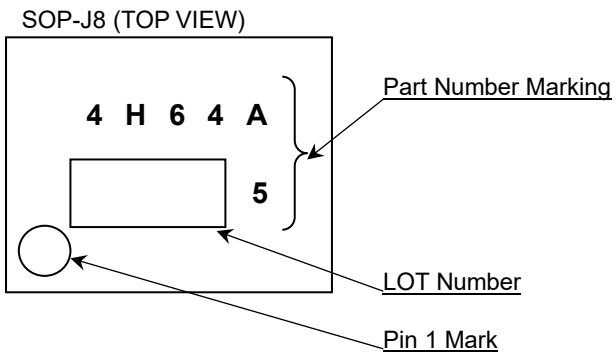 SOP-J8 (TOP VIEW)
Part Number Marking
4 H 6 4 A
5
LOT Number
Pin 1 Mark